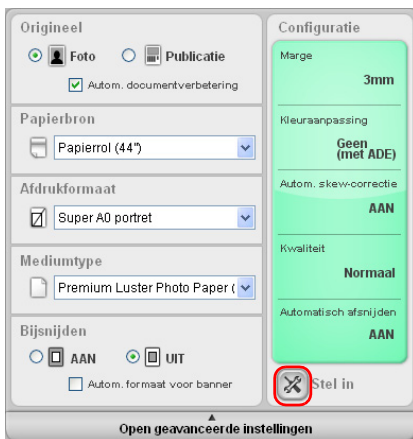 Origineel
Foto
Publicatie
Autom. documentverbetering
Papierbron
Papierrol (44")
Afdrukformaat
Super A0 portret
Mediumtype
Premium Luster Photo Paper (
Bijsnijden
AAN
UIT
Autom. formaat voor banner
Configuratie
Marge
3mm
Kleuraanpassing
Geen
(met ADE)
Autom. skew-correctie
AAN
Kwaliteit
Normaal
Automatisch afsnijden
AAN
Stel in
Open geavanceerde instellingen